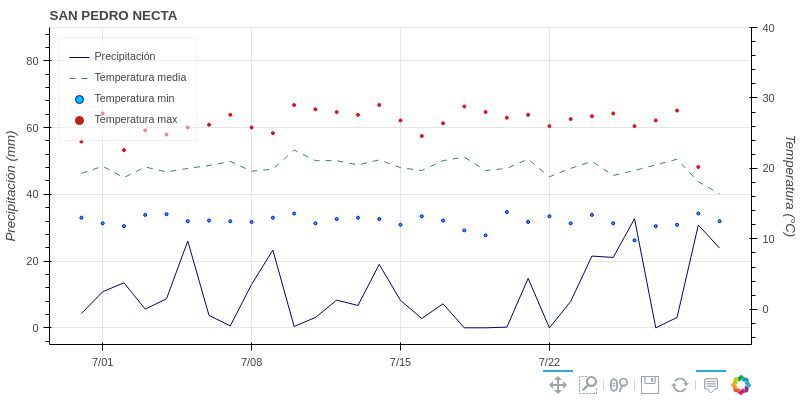 SAN PEDRO NECTA
Precipitación
Temperatura media
Temperatura min
Temperatura max
80
60
40
20
0
40
30
20
10
0
Precipitación (mm)
Temperatura (°C)
7/01
7/08
7/15
7/22